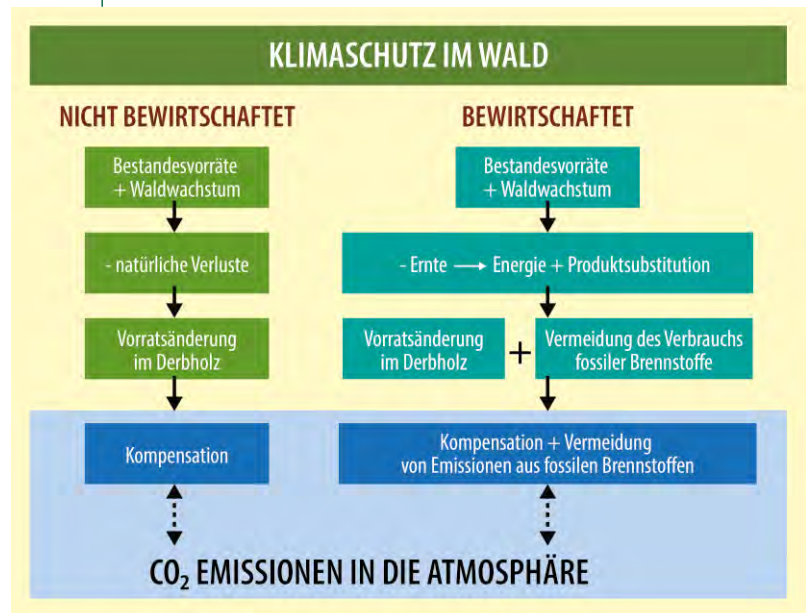 KLIMASCHUTZ IM WALD
NICHT BEWIRTSCHAFTET
Bestandesvorräte
+ Waldwachstum
- natürliche Verluste
Vorratsänderung
im Derbholz
Kompensation
BEWIRTSCHAFTET
Bestandesvorräte
+ Waldwachstum
- Ernte → Energie + Produktsubstitution
Vorratsänderung
im Derbholz
+
Vermeidung des Verbrauchs
fossiler Brennstoffe
Kompensation + Vermeidung
von Emissionen aus fossilen Brennstoffen
CO₂ EMISSIONEN IN DIE ATMOSPHÄRE